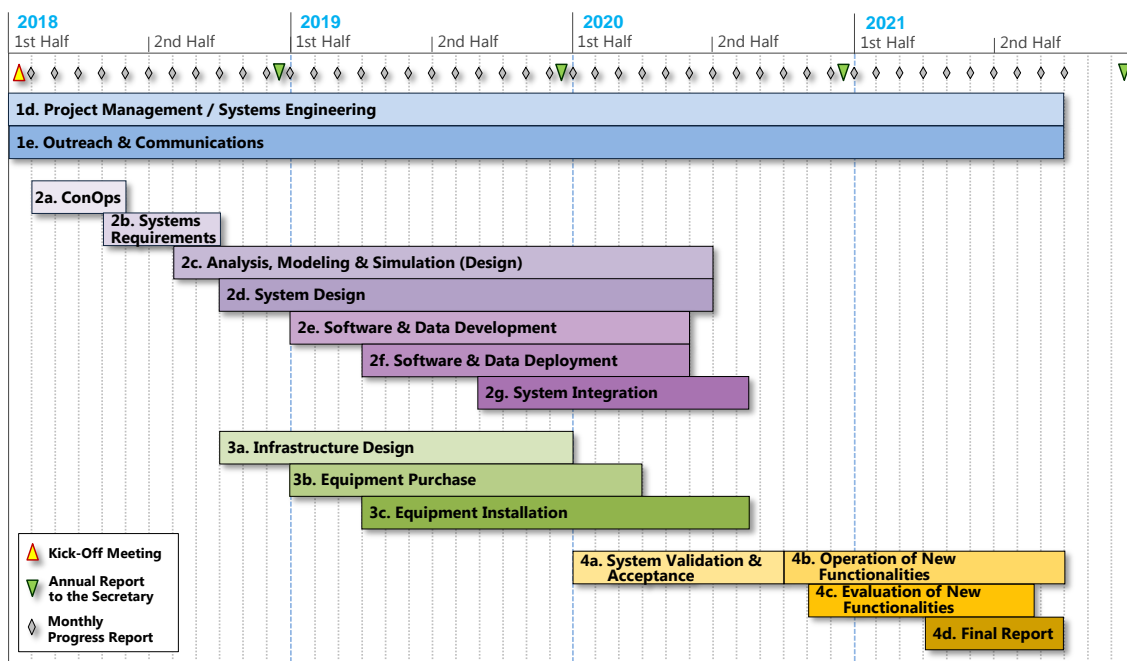 2018
2019
2020
2021
1st Half
2nd Half
1st Half
2nd Half
1st Half
2nd Half
1st Half
2nd Half
1d. Project Management / Systems Engineering
1e. Outreach & Communications
2a. ConOps
2b. Systems
Requirements
2c. Analysis, Modeling & Simulation (Design)
2d. System Design
2e. Software & Data Development
2f. Software & Data Deployment
2g. System Integration
3a. Infrastructure Design
3b. Equipment Purchase
3c. Equipment Installation
4a. System Validation &
Acceptance
4b. Operation of New
Functionalities
4c. Evaluation of New
Functionalities
4d. Final Report
Kick-Off Meeting
Annual Report
to the Secretary
Monthly
Progress Report